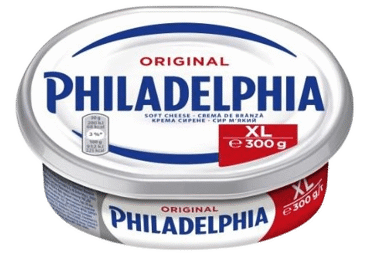 ORIGINAL
PHILADELPHIA
SOFT CHEESE - CREMĂ DE BRÂNZĂ
КРЕМА СИРЕНЕ - СИР М'ЯКИЙ
XL
℮300 g
ORIGINAL
PHILADELPHIA
XL
℮300 g/г